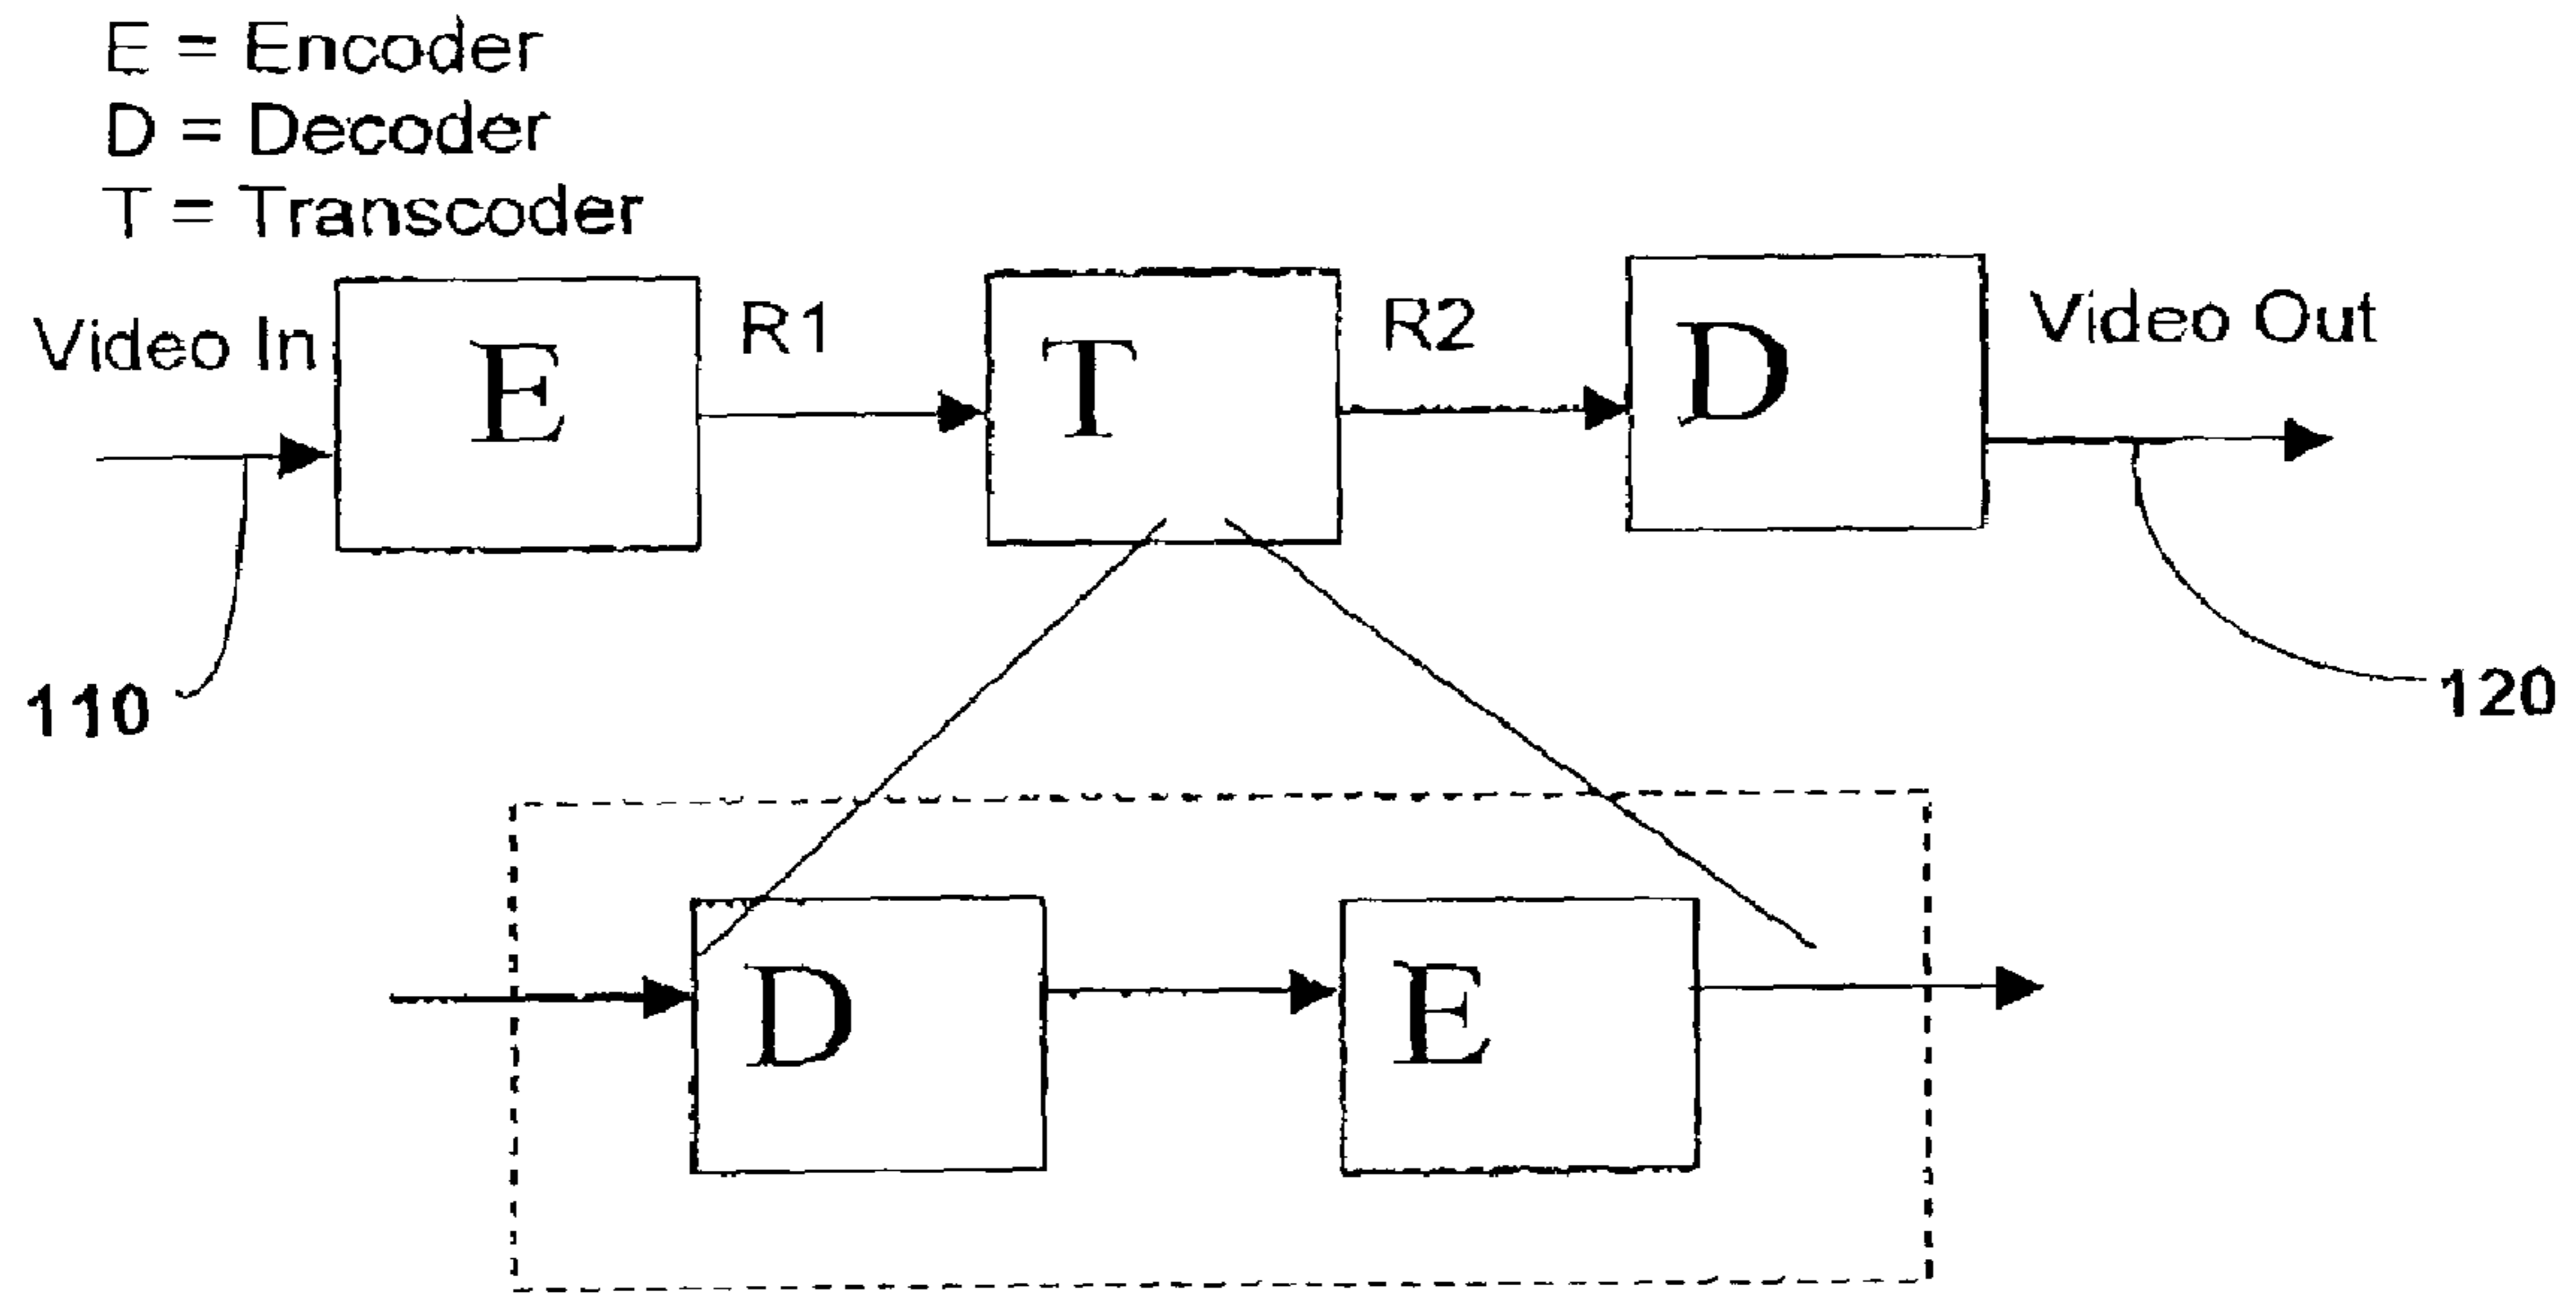 E = Encoder
D = Decoder
T = Transcoder
Video In
E
R1
T
R2
D
Video Out
110
120
D
E